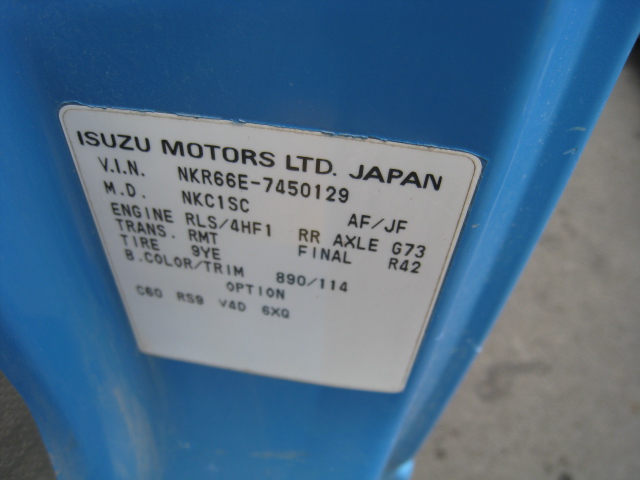 ISUZU MOTORS LTD. JAPAN
V.I.N. NKR66E-7450129
M.D. NKC1SC AF/JF
ENGINE RLS/4HF1 RR AXLE G73
TRANS. RMT FINAL R42
TIRE 9YE
B.COLOR/TRIM 890/114
OPTION
C60 RS9 V4D 6XQ